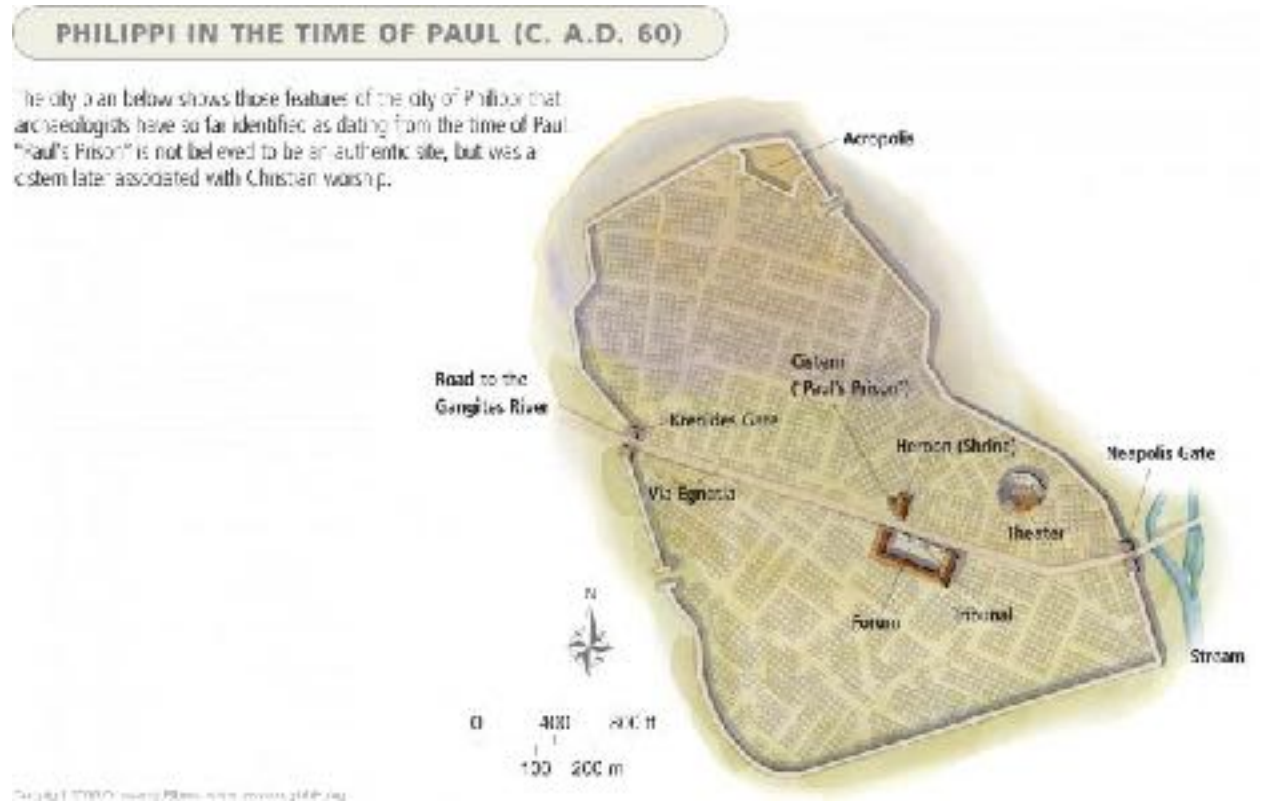 PHILIPPI IN THE TIME OF PAUL (C. A.D. 60)
The city plan below shows those features of the city of Philippi that
archaeologists have so far identified as dating from the time of Paul.
"Paul's Prison" is not believed to be an authentic site, but was a
cistern later associated with Christian worship.
Acropolis
Cistern
("Paul's Prison")
Road to the
Gangites River
Krenides Gate
Heroon (Shrine)
Neapolis Gate
Via Egnatia
Theater
N
Forum
Tribunal
Stream
0 400 800 ft
100 200 m